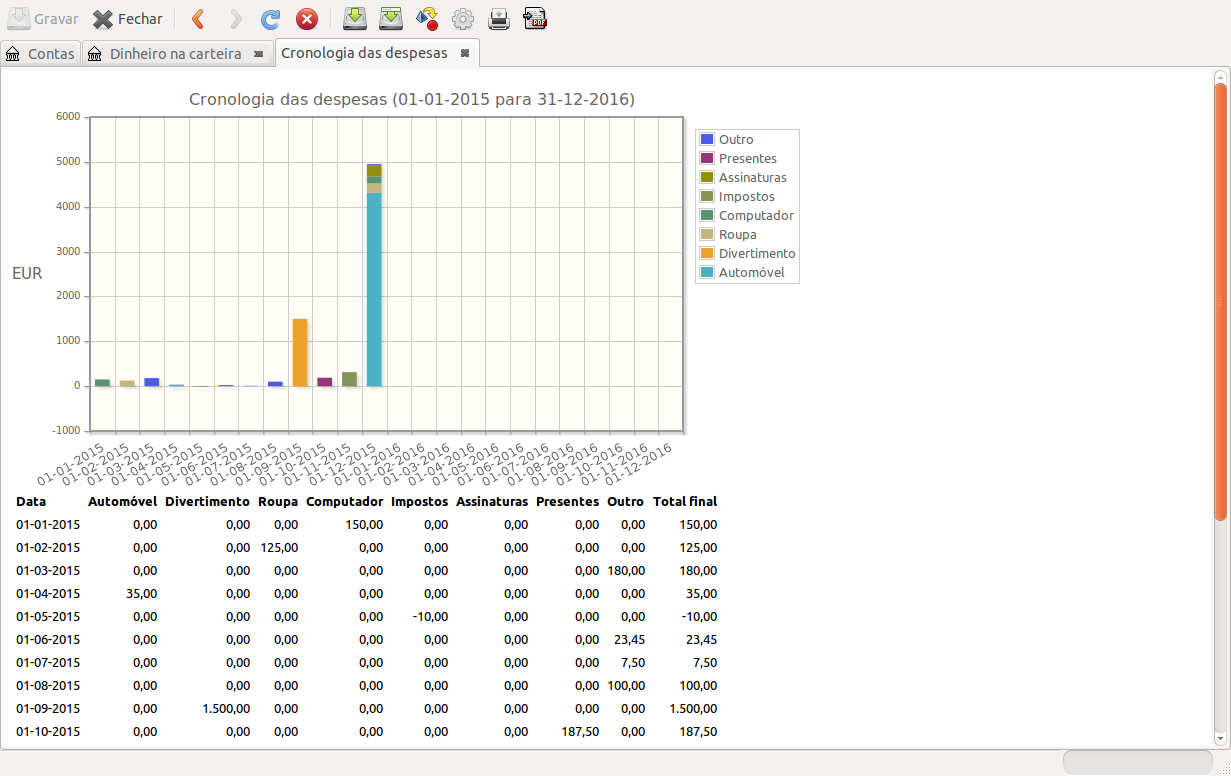 Gravar Fechar
Contas Dinheiro na carteira Cronologia das despesas
Cronologia das despesas (01-01-2015 para 31-12-2016)
6000
5000
4000
3000
2000
1000
0
-1000
EUR
Outro
Presentes
Assinaturas
Impostos
Computador
Roupa
Divertimento
Automóvel
01-01-2015
01-02-2015
01-03-2015
01-04-2015
01-05-2015
01-06-2015
01-07-2015
01-08-2015
01-09-2015
01-10-2015
01-11-2015
01-12-2015
01-01-2016
01-02-2016
01-03-2016
01-04-2016
01-05-2016
01-06-2016
01-07-2016
01-08-2016
01-09-2016
01-10-2016
01-11-2016
01-12-2016
Data Automóvel Divertimento Roupa Computador Impostos Assinaturas Presentes Outro Total final
01-01-2015 0,00 0,00 0,00 150,00 0,00 0,00 0,00 0,00 150,00
01-02-2015 0,00 0,00 125,00 0,00 0,00 0,00 0,00 0,00 125,00
01-03-2015 0,00 0,00 0,00 0,00 0,00 0,00 0,00 180,00 180,00
01-04-2015 35,00 0,00 0,00 0,00 0,00 0,00 0,00 0,00 35,00
01-05-2015 0,00 0,00 0,00 0,00 -10,00 0,00 0,00 0,00 -10,00
01-06-2015 0,00 0,00 0,00 0,00 0,00 0,00 0,00 23,45 23,45
01-07-2015 0,00 0,00 0,00 0,00 0,00 0,00 0,00 7,50 7,50
01-08-2015 0,00 0,00 0,00 0,00 0,00 0,00 0,00 100,00 100,00
01-09-2015 0,00 1.500,00 0,00 0,00 0,00 0,00 0,00 0,00 1.500,00
01-10-2015 0,00 0,00 0,00 0,00 0,00 0,00 187,50 0,00 187,50